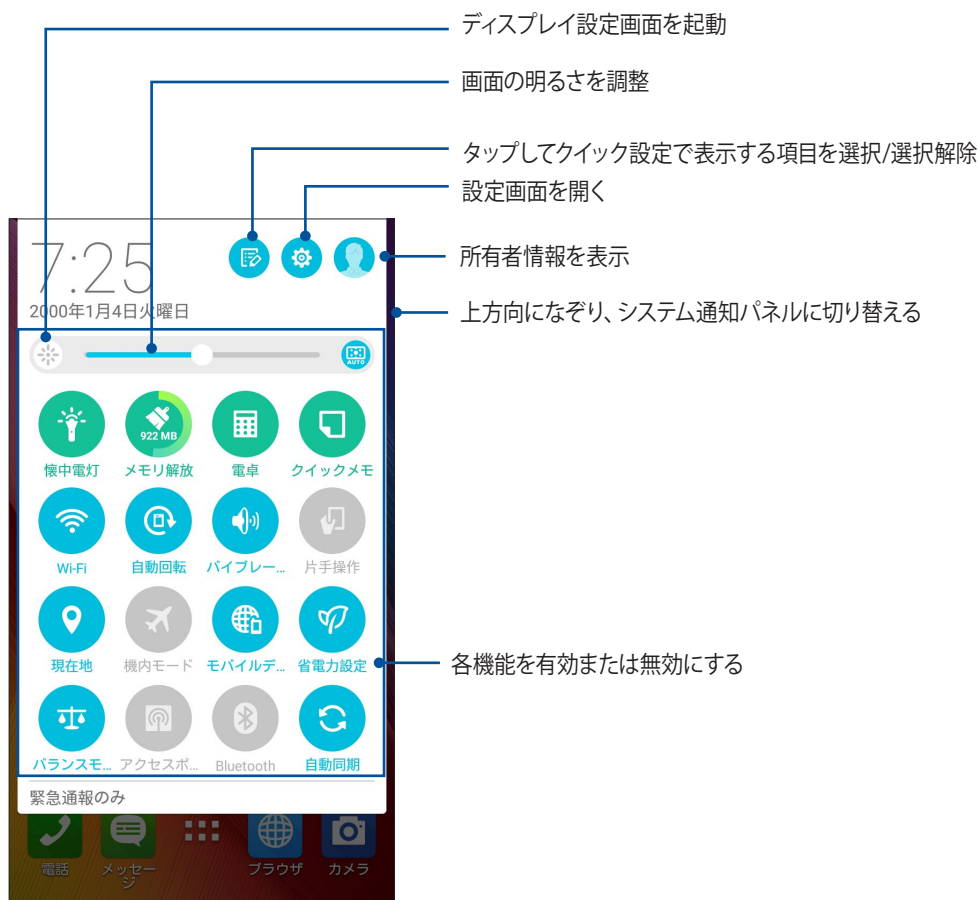 ディスプレイ設定画面を起動
画面の明るさを調整
タップしてクイック設定で表示する項目を選択/選択解除
設定画面を開く
所有者情報を表示
上方向になぞり、システム通知パネルに切り替える
7:25
2000年1月4日火曜日
AUTO
922 MB
懐中電灯 メモリ解放 電卓 クイックメモ
Wi-Fi 自動回転 バイブレー... 片手操作
現在地 機内モード モバイルデ... 省電力設定
各機能を有効または無効にする
バランスモ... アクセスポ... Bluetooth 自動同期
緊急通報のみ
電話 メッセー ブラウザ カメラ
ジ